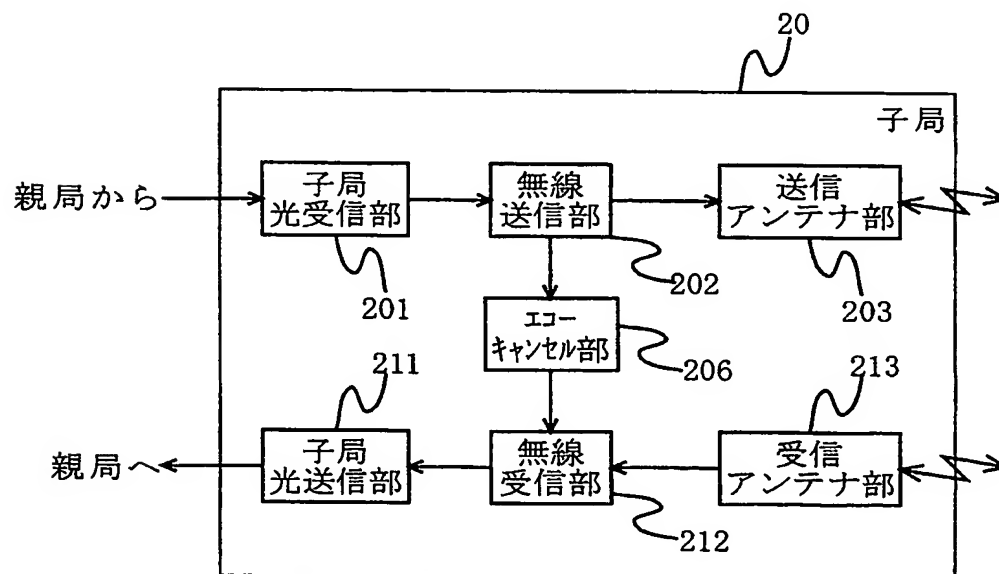 20
子局
親局から
子局
光受信部
無線
送信部
送信
アンテナ部
201
202
203
エコー
キャンセル部
206
211
213
親局へ
子局
光送信部
無線
受信部
受信
アンテナ部
212